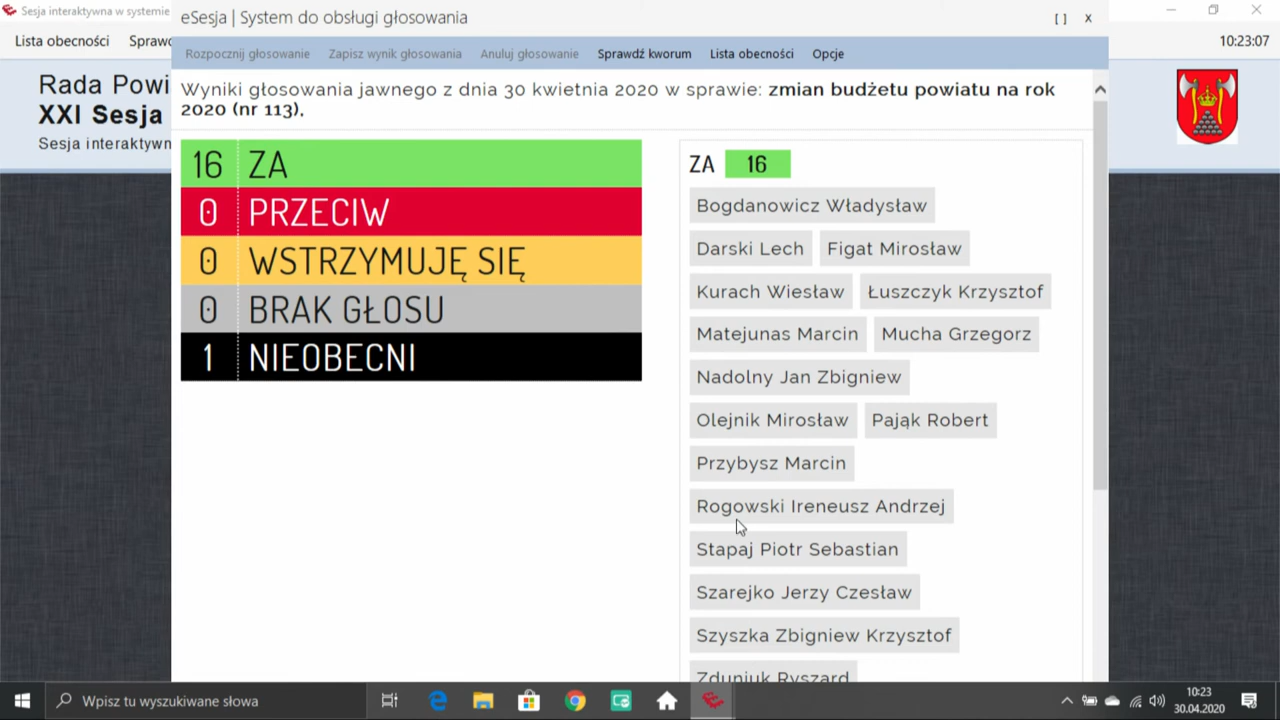 Sesja interaktywna w systemie
eSesja | System do obsługi głosowania
[ ] x
Lista obecności
10:23:07
Rozpocznij głosowanie Zapisz wynik głosowania Anuluj głosowanie Sprawdź kworum Lista obecności Opcje
Rada Powi
XXI Sesja
Sesja interaktywn
Wyniki głosowania jawnego z dnia 30 kwietnia 2020 w sprawie: zmian budżetu powiatu na rok
2020 (nr 113),
16 ZA
0 PRZECIW
0 WSTRZYMUJĘ SIĘ
0 BRAK GŁOSU
1 NIEOBECNI
ZA 16
Bogdanowicz Władysław
Darski Lech Figat Mirosław
Kurach Wiesław Łuszczyk Krzysztof
Matejunas Marcin Mucha Grzegorz
Nadolny Jan Zbigniew
Olejnik Mirosław Pająk Robert
Przybysz Marcin
Rogowski Ireneusz Andrzej
Stapaj Piotr Sebastian
Szarejko Jerzy Czesław
Szyszka Zbigniew Krzysztof
Zduniuk Ryszard
Wpisz tu wyszukiwane słowa
10:23
30.04.2020